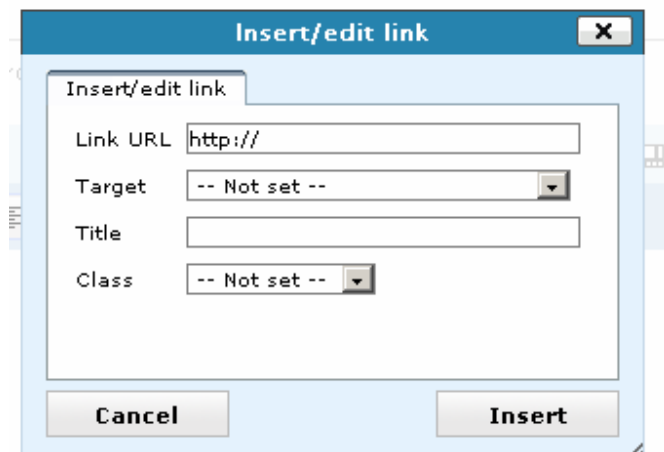 Insert/edit link
Insert/edit link
Link URL http://
Target -- Not set --
Title
Class -- Not set --
Cancel Insert